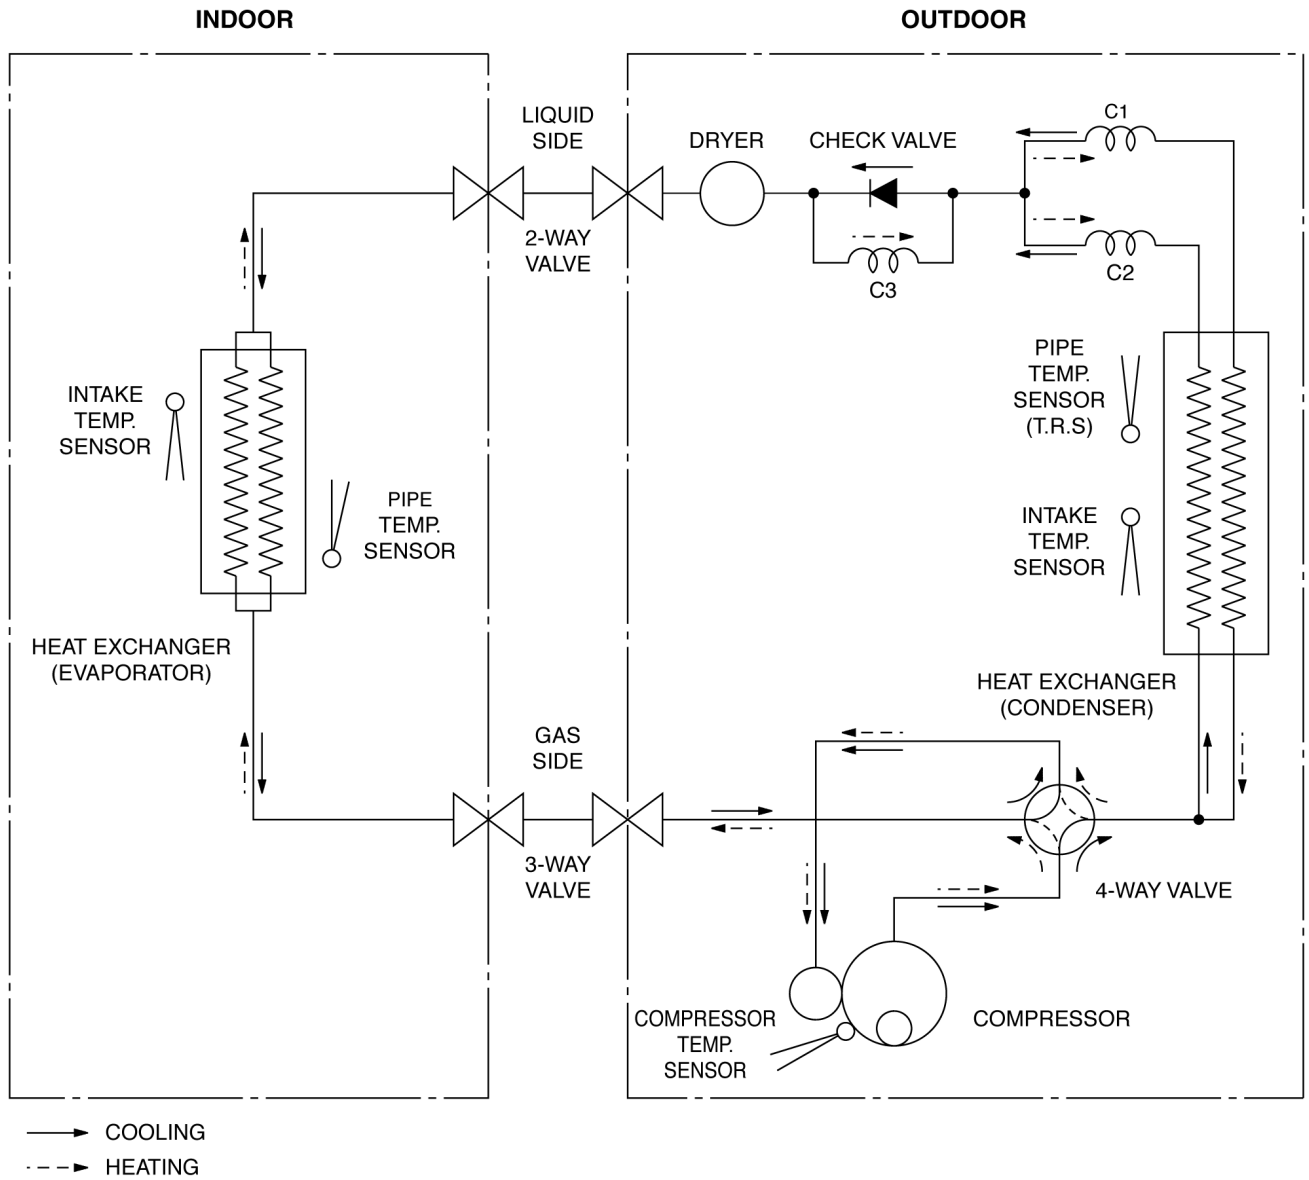 INDOOR
OUTDOOR
LIQUID
SIDE
DRYER
CHECK VALVE
C1
2-WAY
VALVE
C3
C2
INTAKE
TEMP.
SENSOR
PIPE
TEMP.
SENSOR
PIPE
TEMP.
SENSOR
(T.R.S)
INTAKE
TEMP.
SENSOR
HEAT EXCHANGER
(EVAPORATOR)
HEAT EXCHANGER
(CONDENSER)
GAS
SIDE
3-WAY
VALVE
4-WAY VALVE
COMPRESSOR
TEMP.
SENSOR
COMPRESSOR
COOLING
HEATING